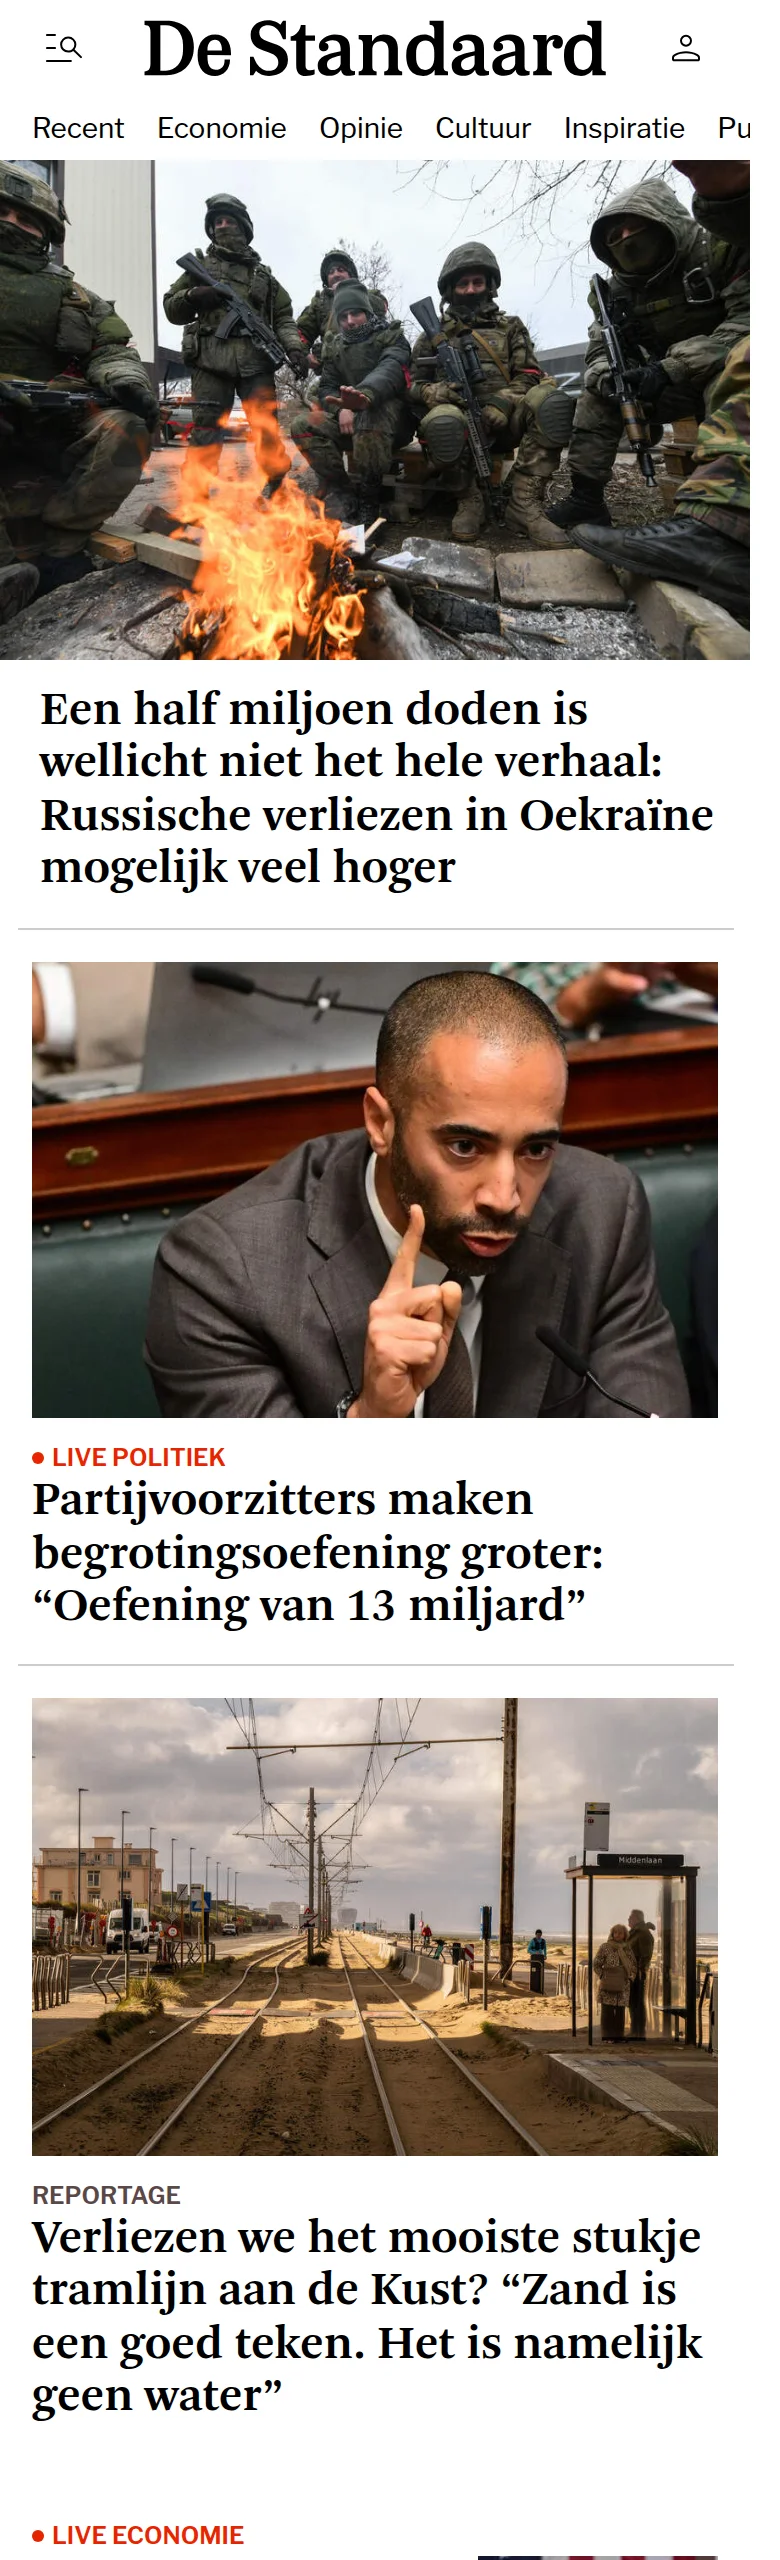 De Standaard
Recent Economie Opinie Cultuur Inspiratie Pu
Een half miljoen doden is
wellicht niet het hele verhaal:
Russische verliezen in Oekraïne
mogelijk veel hoger
LIVE POLITIEK
Partijvoorzitters maken
begrotingsoefening groter:
“Oefening van 13 miljard”
Middenlaan
REPORTAGE
Verliezen we het mooiste stukje
tramlijn aan de Kust? “Zand is
een goed teken. Het is namelijk
geen water”
LIVE ECONOMIE